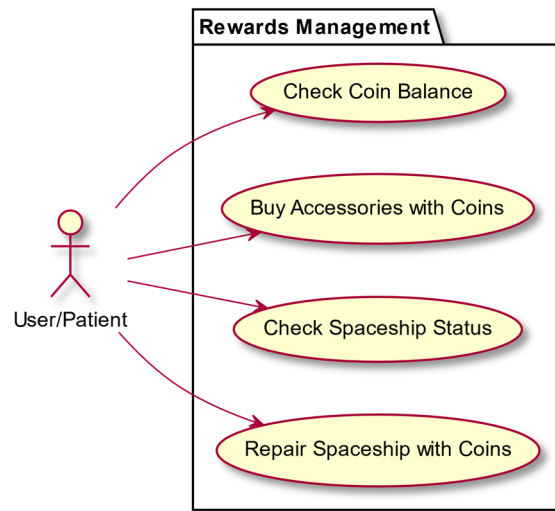 Rewards Management
Check Coin Balance
Buy Accessories with Coins
User/Patient
Check Spaceship Status
Repair Spaceship with Coins